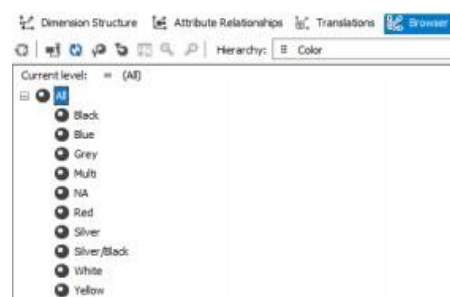 Dimension Structure Attribute Relationships Translations Browser
Hierarchy: Color
Current level: = (All)
All
Black
Blue
Grey
Multi
NA
Red
Silver
Silver/Black
White
Yellow